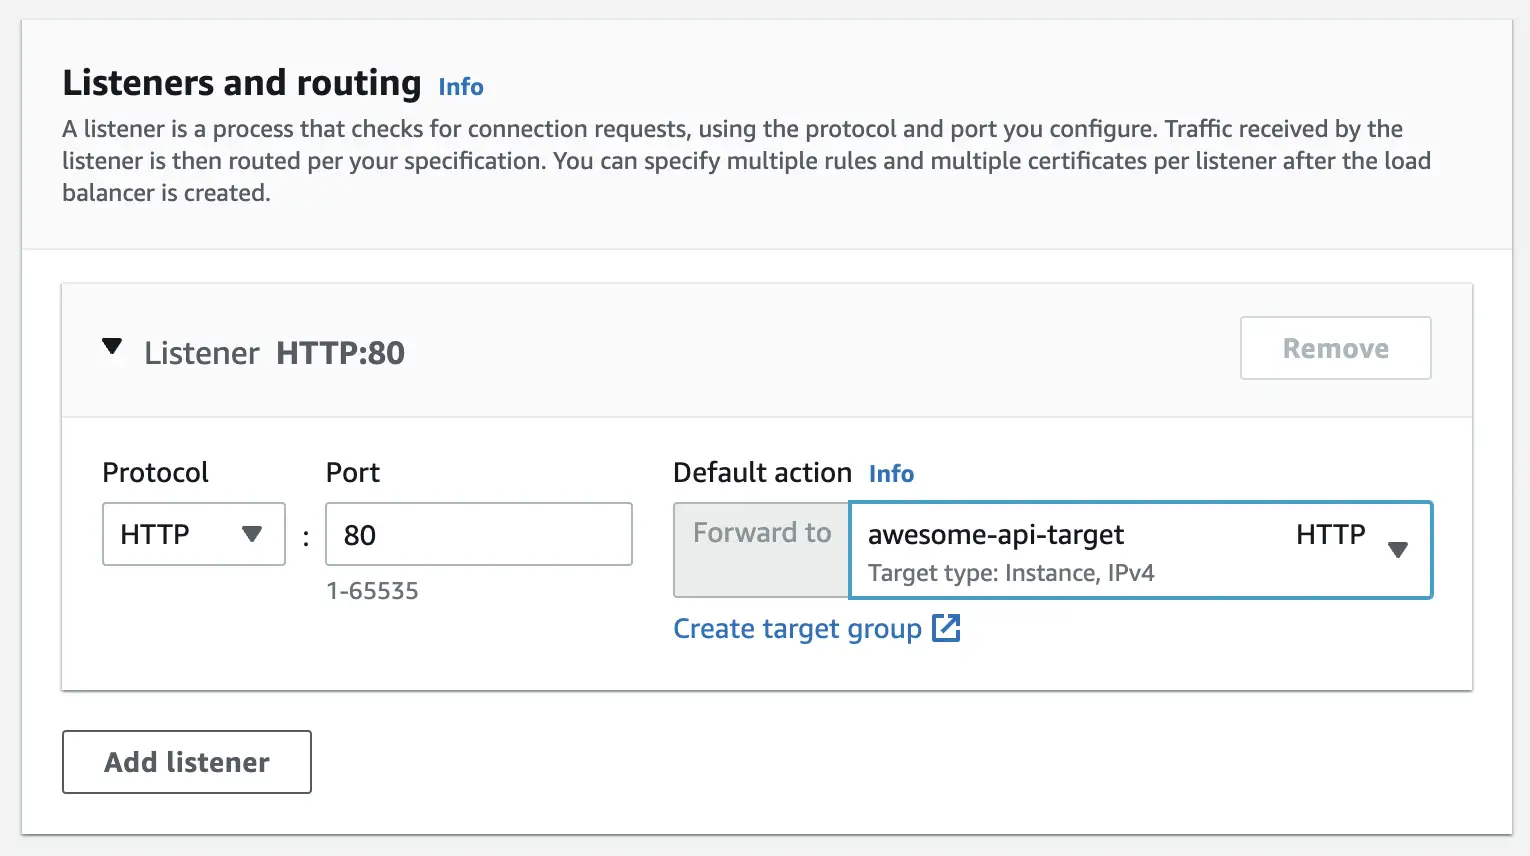 Listeners and routing Info
A listener is a process that checks for connection requests, using the protocol and port you configure. Traffic received by the
listener is then routed per your specification. You can specify multiple rules and multiple certificates per listener after the load
balancer is created.
Listener HTTP:80
Remove
Protocol
Port
Default action Info
HTTP
:
80
Forward to
awesome-api-target
HTTP
Target type: Instance, IPv4
1-65535
Create target group
Add listener